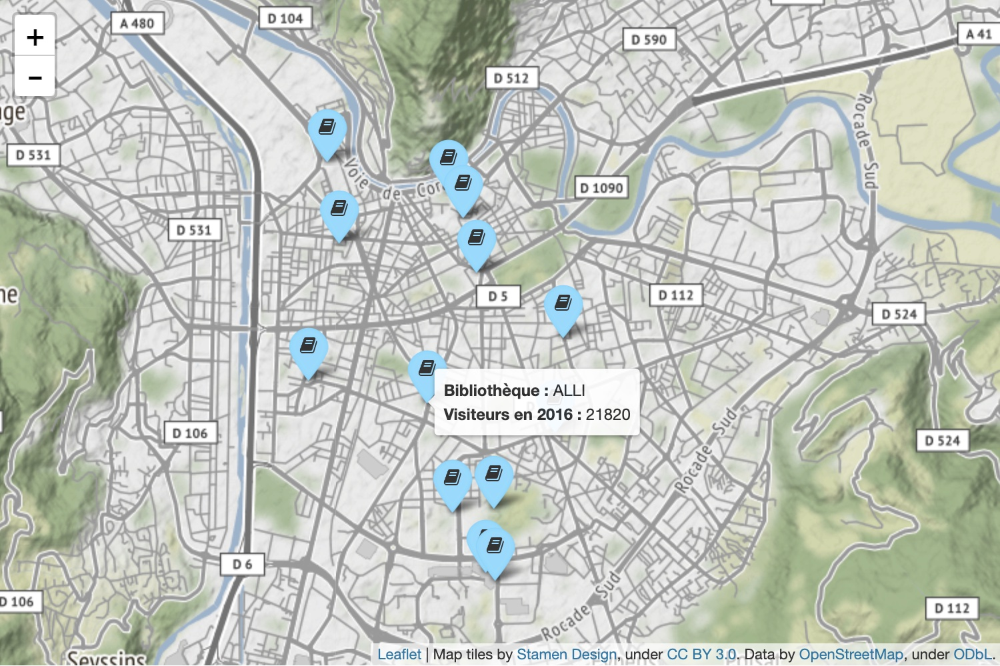 A 480
D 104
D 590
A 41
+
−
D 512
Rocade Sud
D 531
Voie de Cor
D 1090
D 531
D 5
D 112
D 524
Bibliothèque : ALLI
Visiteurs en 2016 : 21820
D 106
D 524
Rocade Sud
D 6
D 106
Rocade Sud
D 112
Seyssins
Leaflet | Map tiles by Stamen Design, under CC BY 3.0. Data by OpenStreetMap, under ODbL.